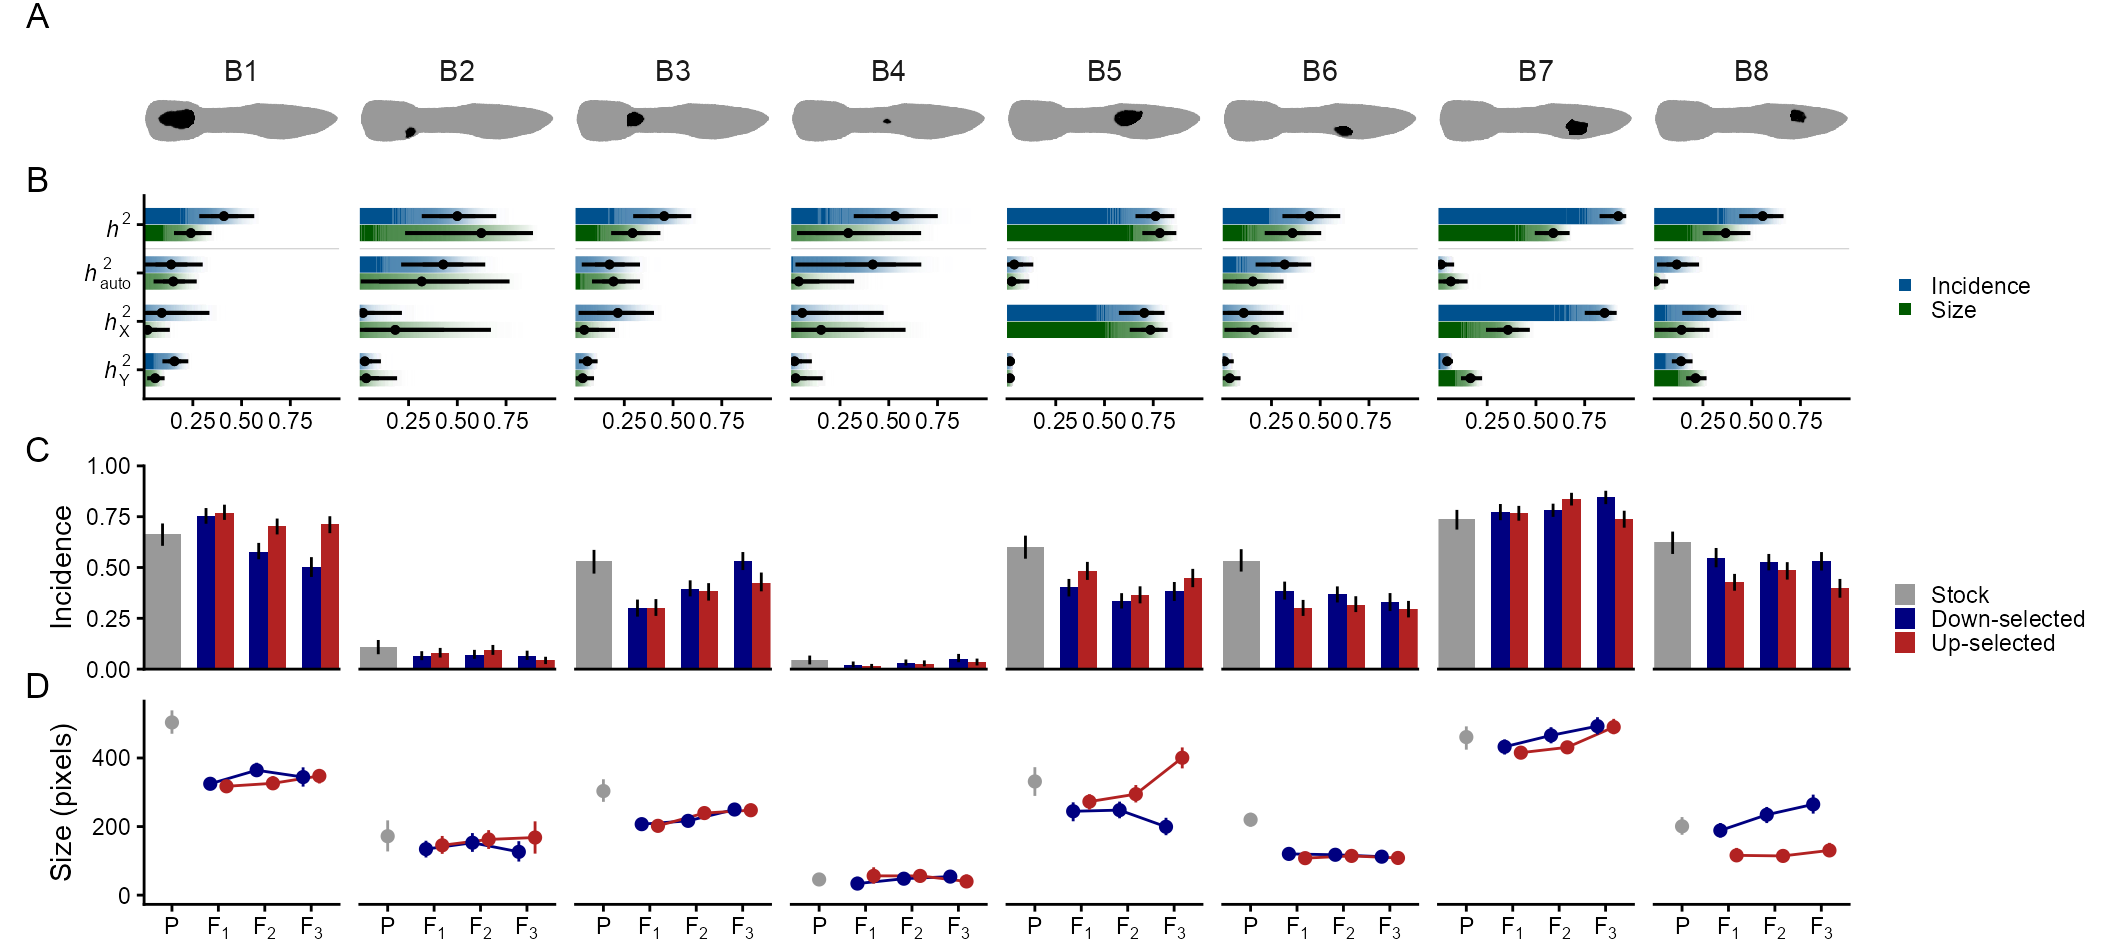 A
B1 B2 B3 B4 B5 B6 B7 B8
B
h²
h²auto
h²X
h²Y
0.25 0.50 0.75 0.25 0.50 0.75 0.25 0.50 0.75 0.25 0.50 0.75 0.25 0.50 0.75 0.25 0.50 0.75 0.25 0.50 0.75 0.25 0.50 0.75
Incidence
Size
C
Incidence
1.00
0.75
0.50
0.25
0.00
Stock
Down-selected
Up-selected
D
Size (pixels)
400
200
0
P F₁ F₂ F₃ P F₁ F₂ F₃ P F₁ F₂ F₃ P F₁ F₂ F₃ P F₁ F₂ F₃ P F₁ F₂ F₃ P F₁ F₂ F₃ P F₁ F₂ F₃